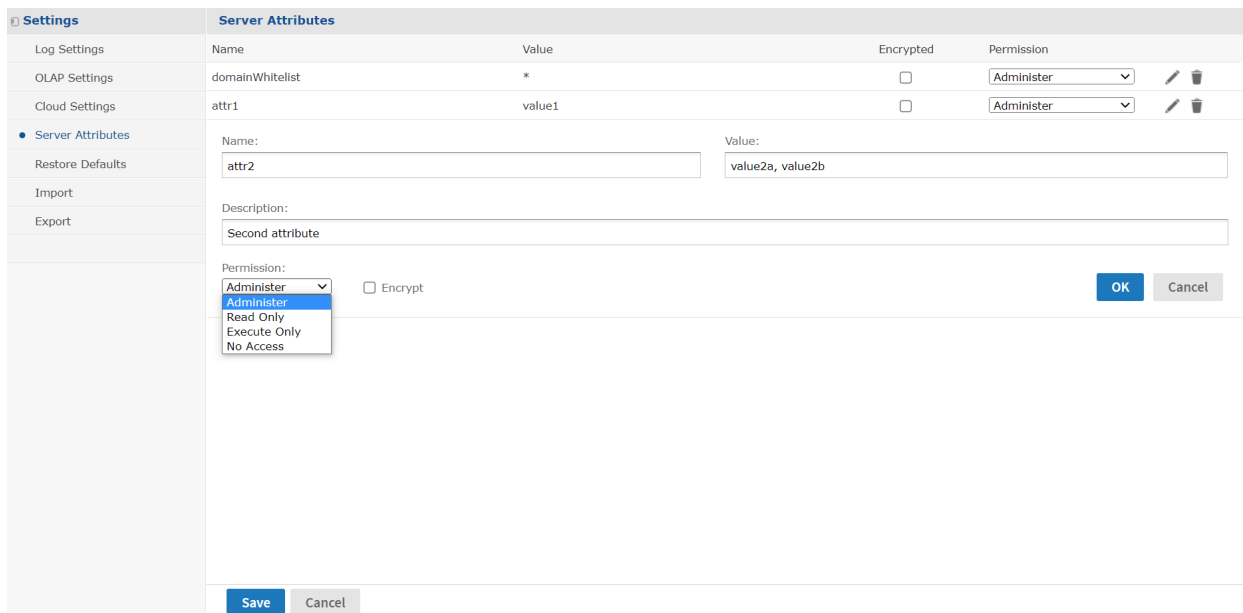 Settings
Server Attributes
Log Settings
Name Value Encrypted Permission
OLAP Settings
domainWhitelist * Administer
Cloud Settings
attr1 value1 Administer
Server Attributes
Name: Value:
Restore Defaults
attr2 value2a, value2b
Import
Description:
Export
Second attribute
Permission:
Administer Encrypt OK Cancel
Administer
Read Only
Execute Only
No Access
Save Cancel